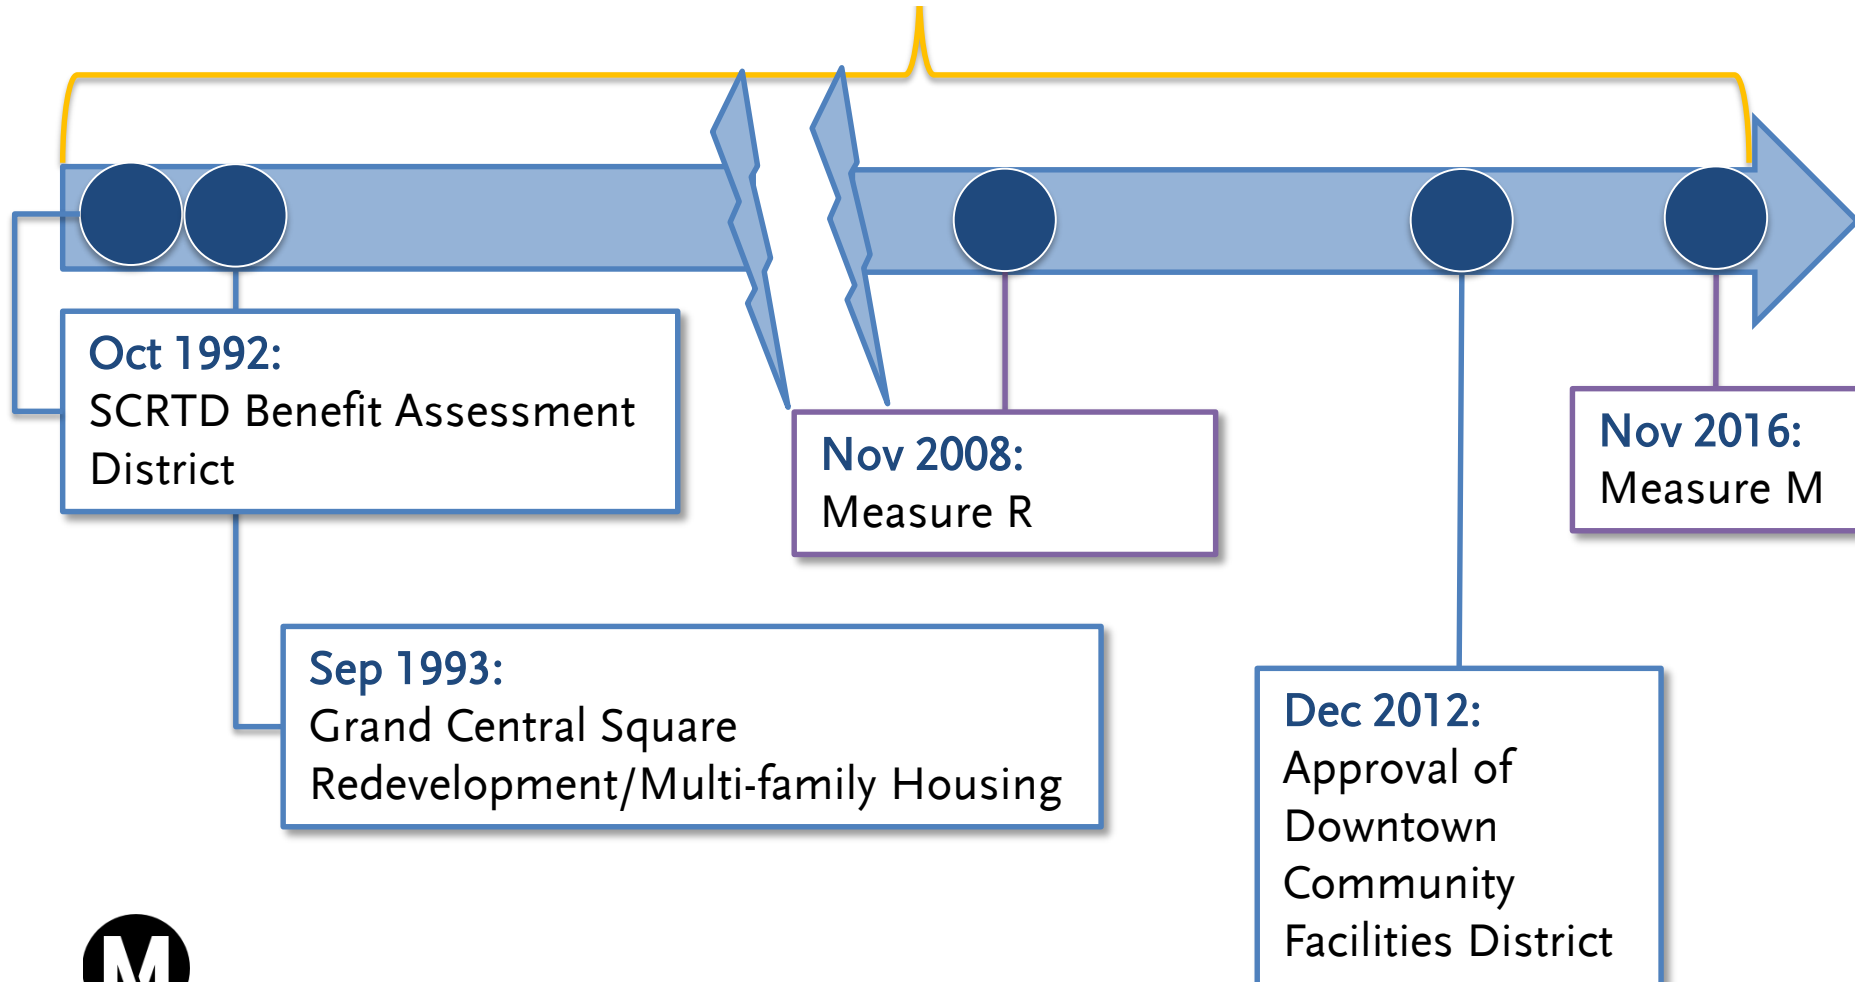 Oct 1992:
SCRTD Benefit Assessment
District
Nov 2008:
Measure R
Nov 2016:
Measure M
Sep 1993:
Grand Central Square
Redevelopment/Multi-family Housing
Dec 2012:
Approval of
Downtown
Community
Facilities District
M